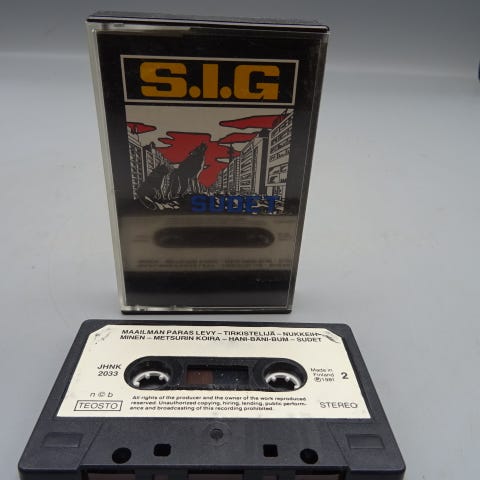 S.I.G
SUDET
MAAILMAN PARAS LEVY – TIRKISTELIJÄ – NUKKEIH-
MINEN – METSURIN KOIRA – HANI-BANI-BUM – SUDET
JHNK
2033
Made in
Finland
℗ 1981
2
n©b
TEOSTO
All rights of the producer and the owner of the work reproduced
reserved. Unauthorized copying, hiring, lending, public perform-
ance and broadcasting of this recording prohibited.
STEREO